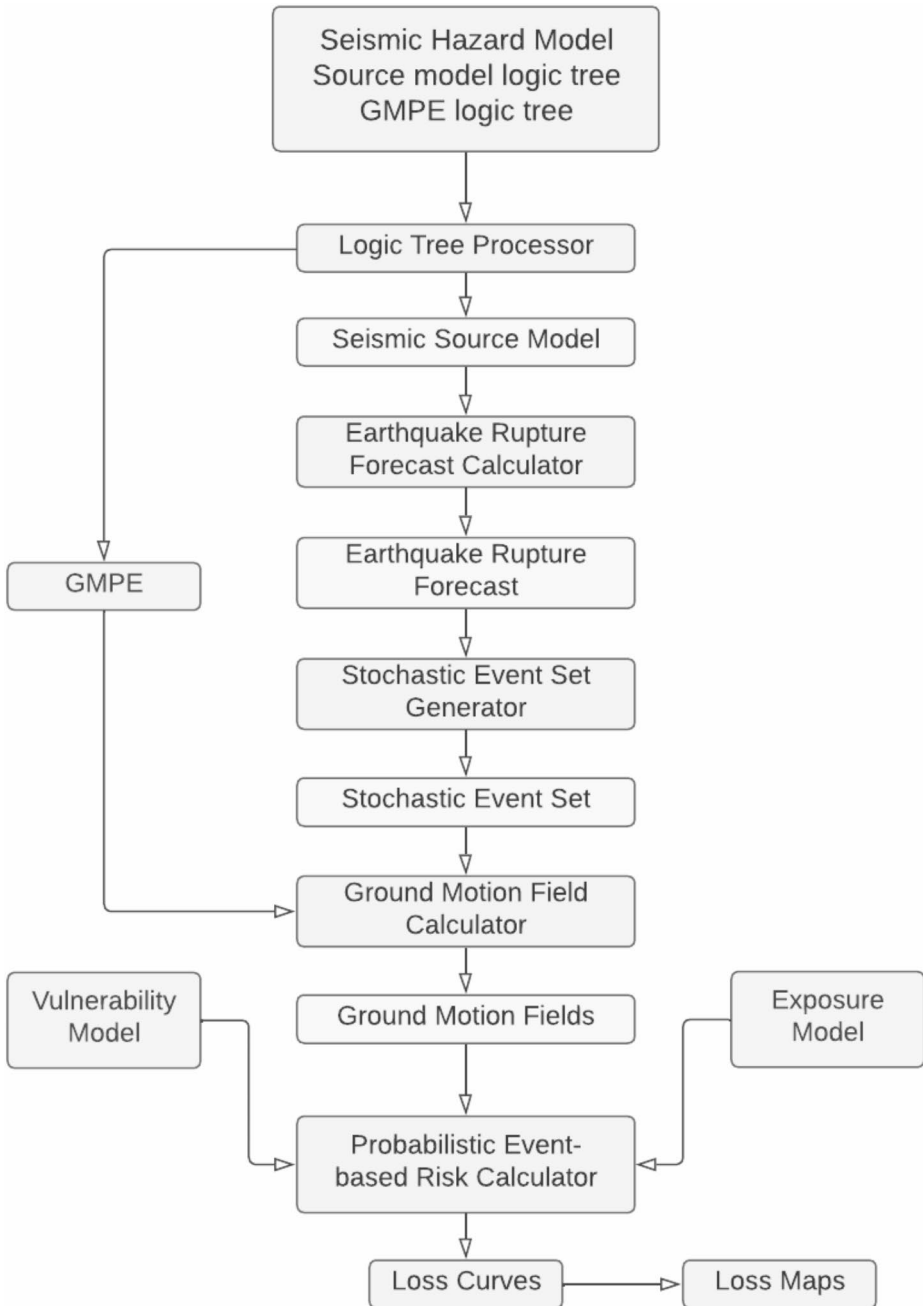 Seismic Hazard Model
Source model logic tree
GMPE logic tree
Logic Tree Processor
Seismic Source Model
Earthquake Rupture
Forecast Calculator
Earthquake Rupture
Forecast
GMPE
Stochastic Event Set
Generator
Stochastic Event Set
Ground Motion Field
Calculator
Vulnerability
Model
Ground Motion Fields
Exposure
Model
Probabilistic Event-
based Risk Calculator
Loss Curves
Loss Maps